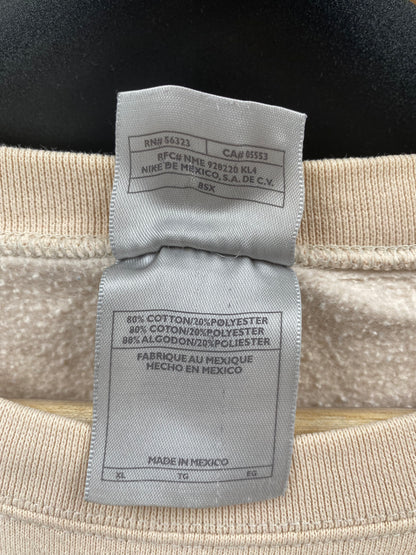 RN# 56323 CA# 05553
RFC# NME 920220 KL4
NIKE DE MEXICO, S.A. DE C.V.
85X
80% COTTON/20% POLYESTER
80% COTON/20% POLYESTER
80% ALGODON/20% POLIESTER
FABRIQUE AU MEXIQUE
HECHO EN MEXICO
MADE IN MEXICO
XL TG EG